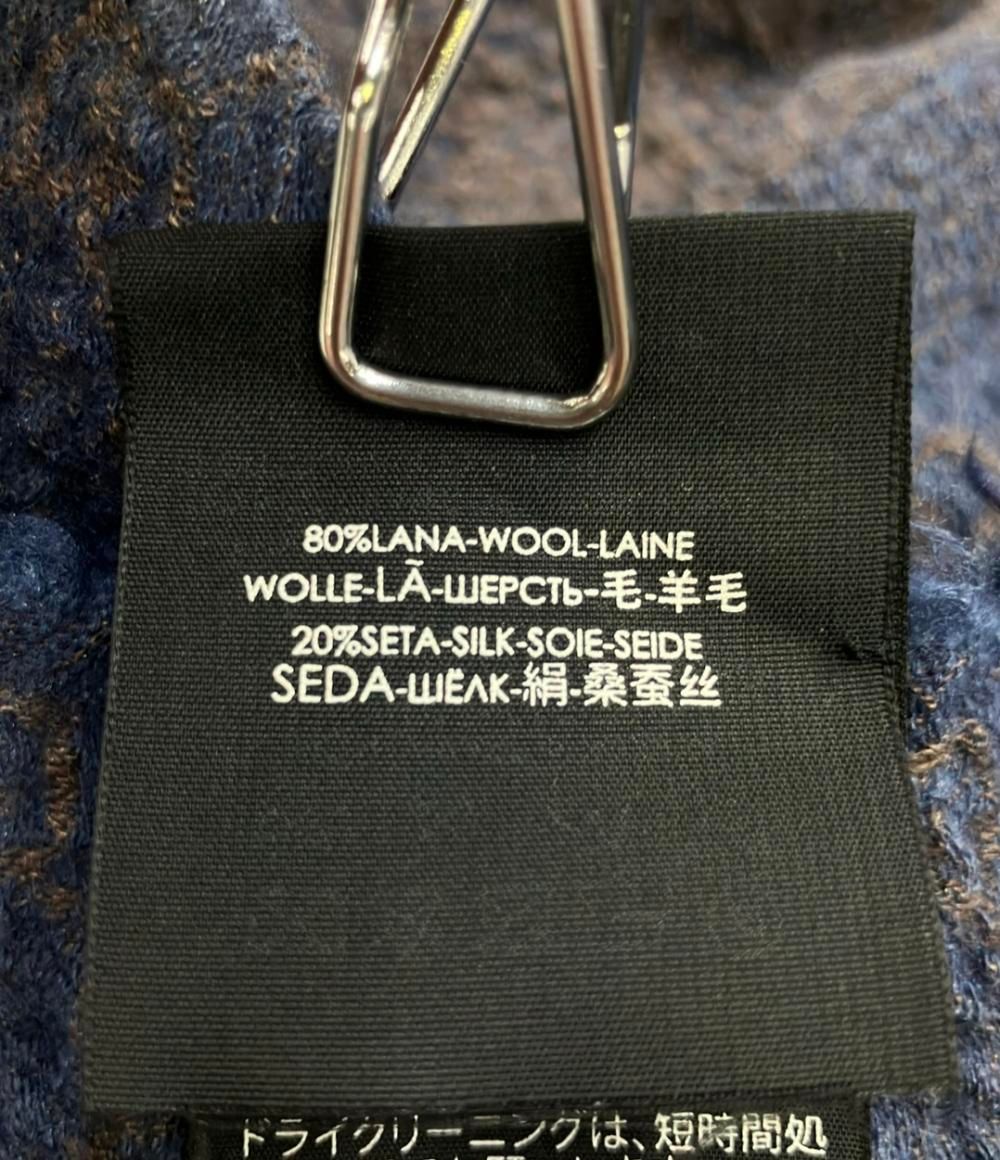 80%LANA-WOOL-LAINE
WOLLE-LÃ-ШЕРСТЬ-毛-羊毛
20%SETA-SILK-SOIE-SEIDE
SEDA-ШЁЛК-絹-桑蚕丝
ドライクリーニングは、短時間処